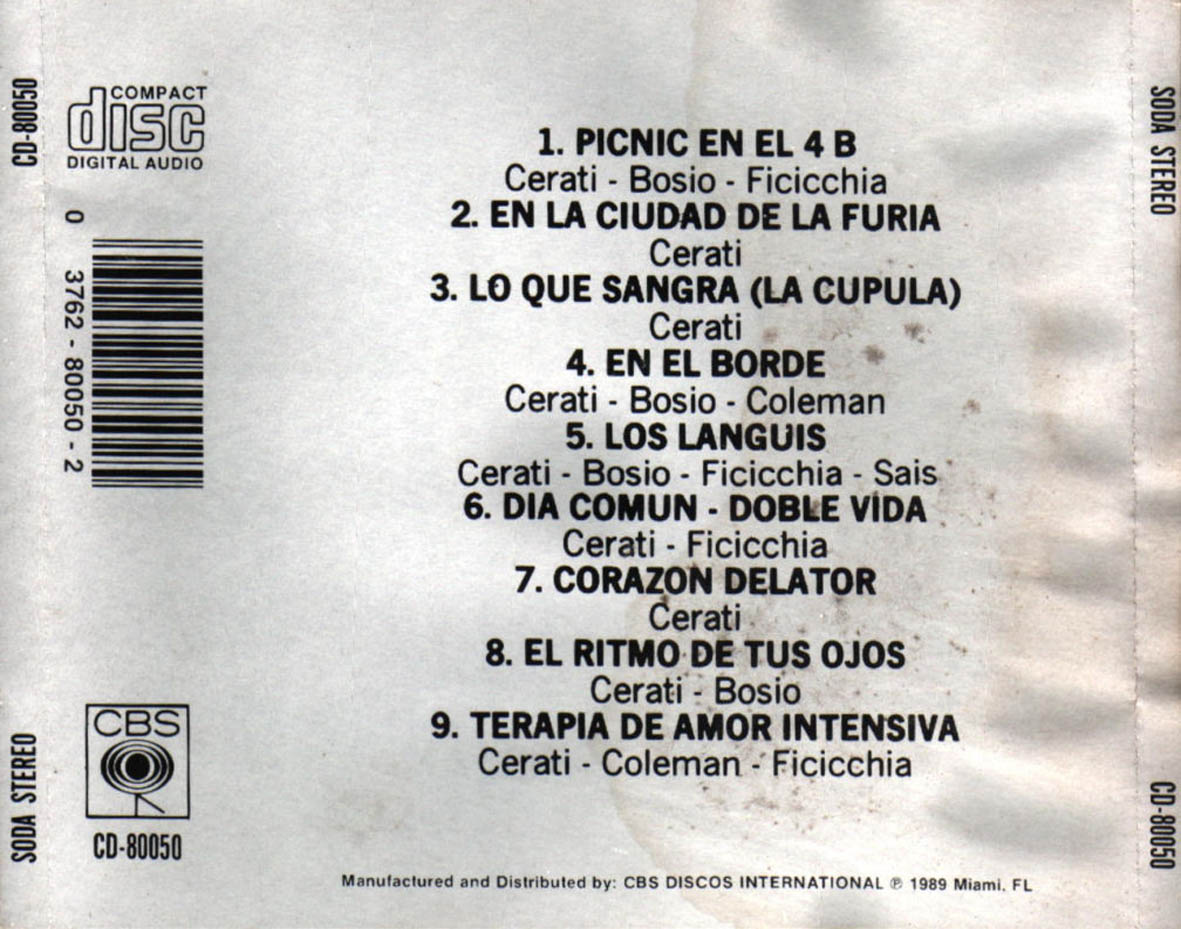 CD-80050
COMPACT
disc
DIGITAL AUDIO
0 3762 - 80050 - 2
1. PICNIC EN EL 4 B
Cerati - Bosio - Ficicchia
2. EN LA CIUDAD DE LA FURIA
Cerati
3. LO QUE SANGRA (LA CUPULA)
Cerati
4. EN EL BORDE
Cerati - Bosio - Coleman
5. LOS LANGUIS
Cerati - Bosio - Ficicchia - Sais
6. DIA COMUN - DOBLE VIDA
Cerati - Ficicchia
7. CORAZON DELATOR
Cerati
8. EL RITMO DE TUS OJOS
Cerati - Bosio
9. TERAPIA DE AMOR INTENSIVA
Cerati - Coleman - Ficicchia
CBS
CD-80050
SODA STEREO
Manufactured and Distributed by: CBS DISCOS INTERNATIONAL ℗ 1989 Miami. FL
SODA STEREO
CD-80050